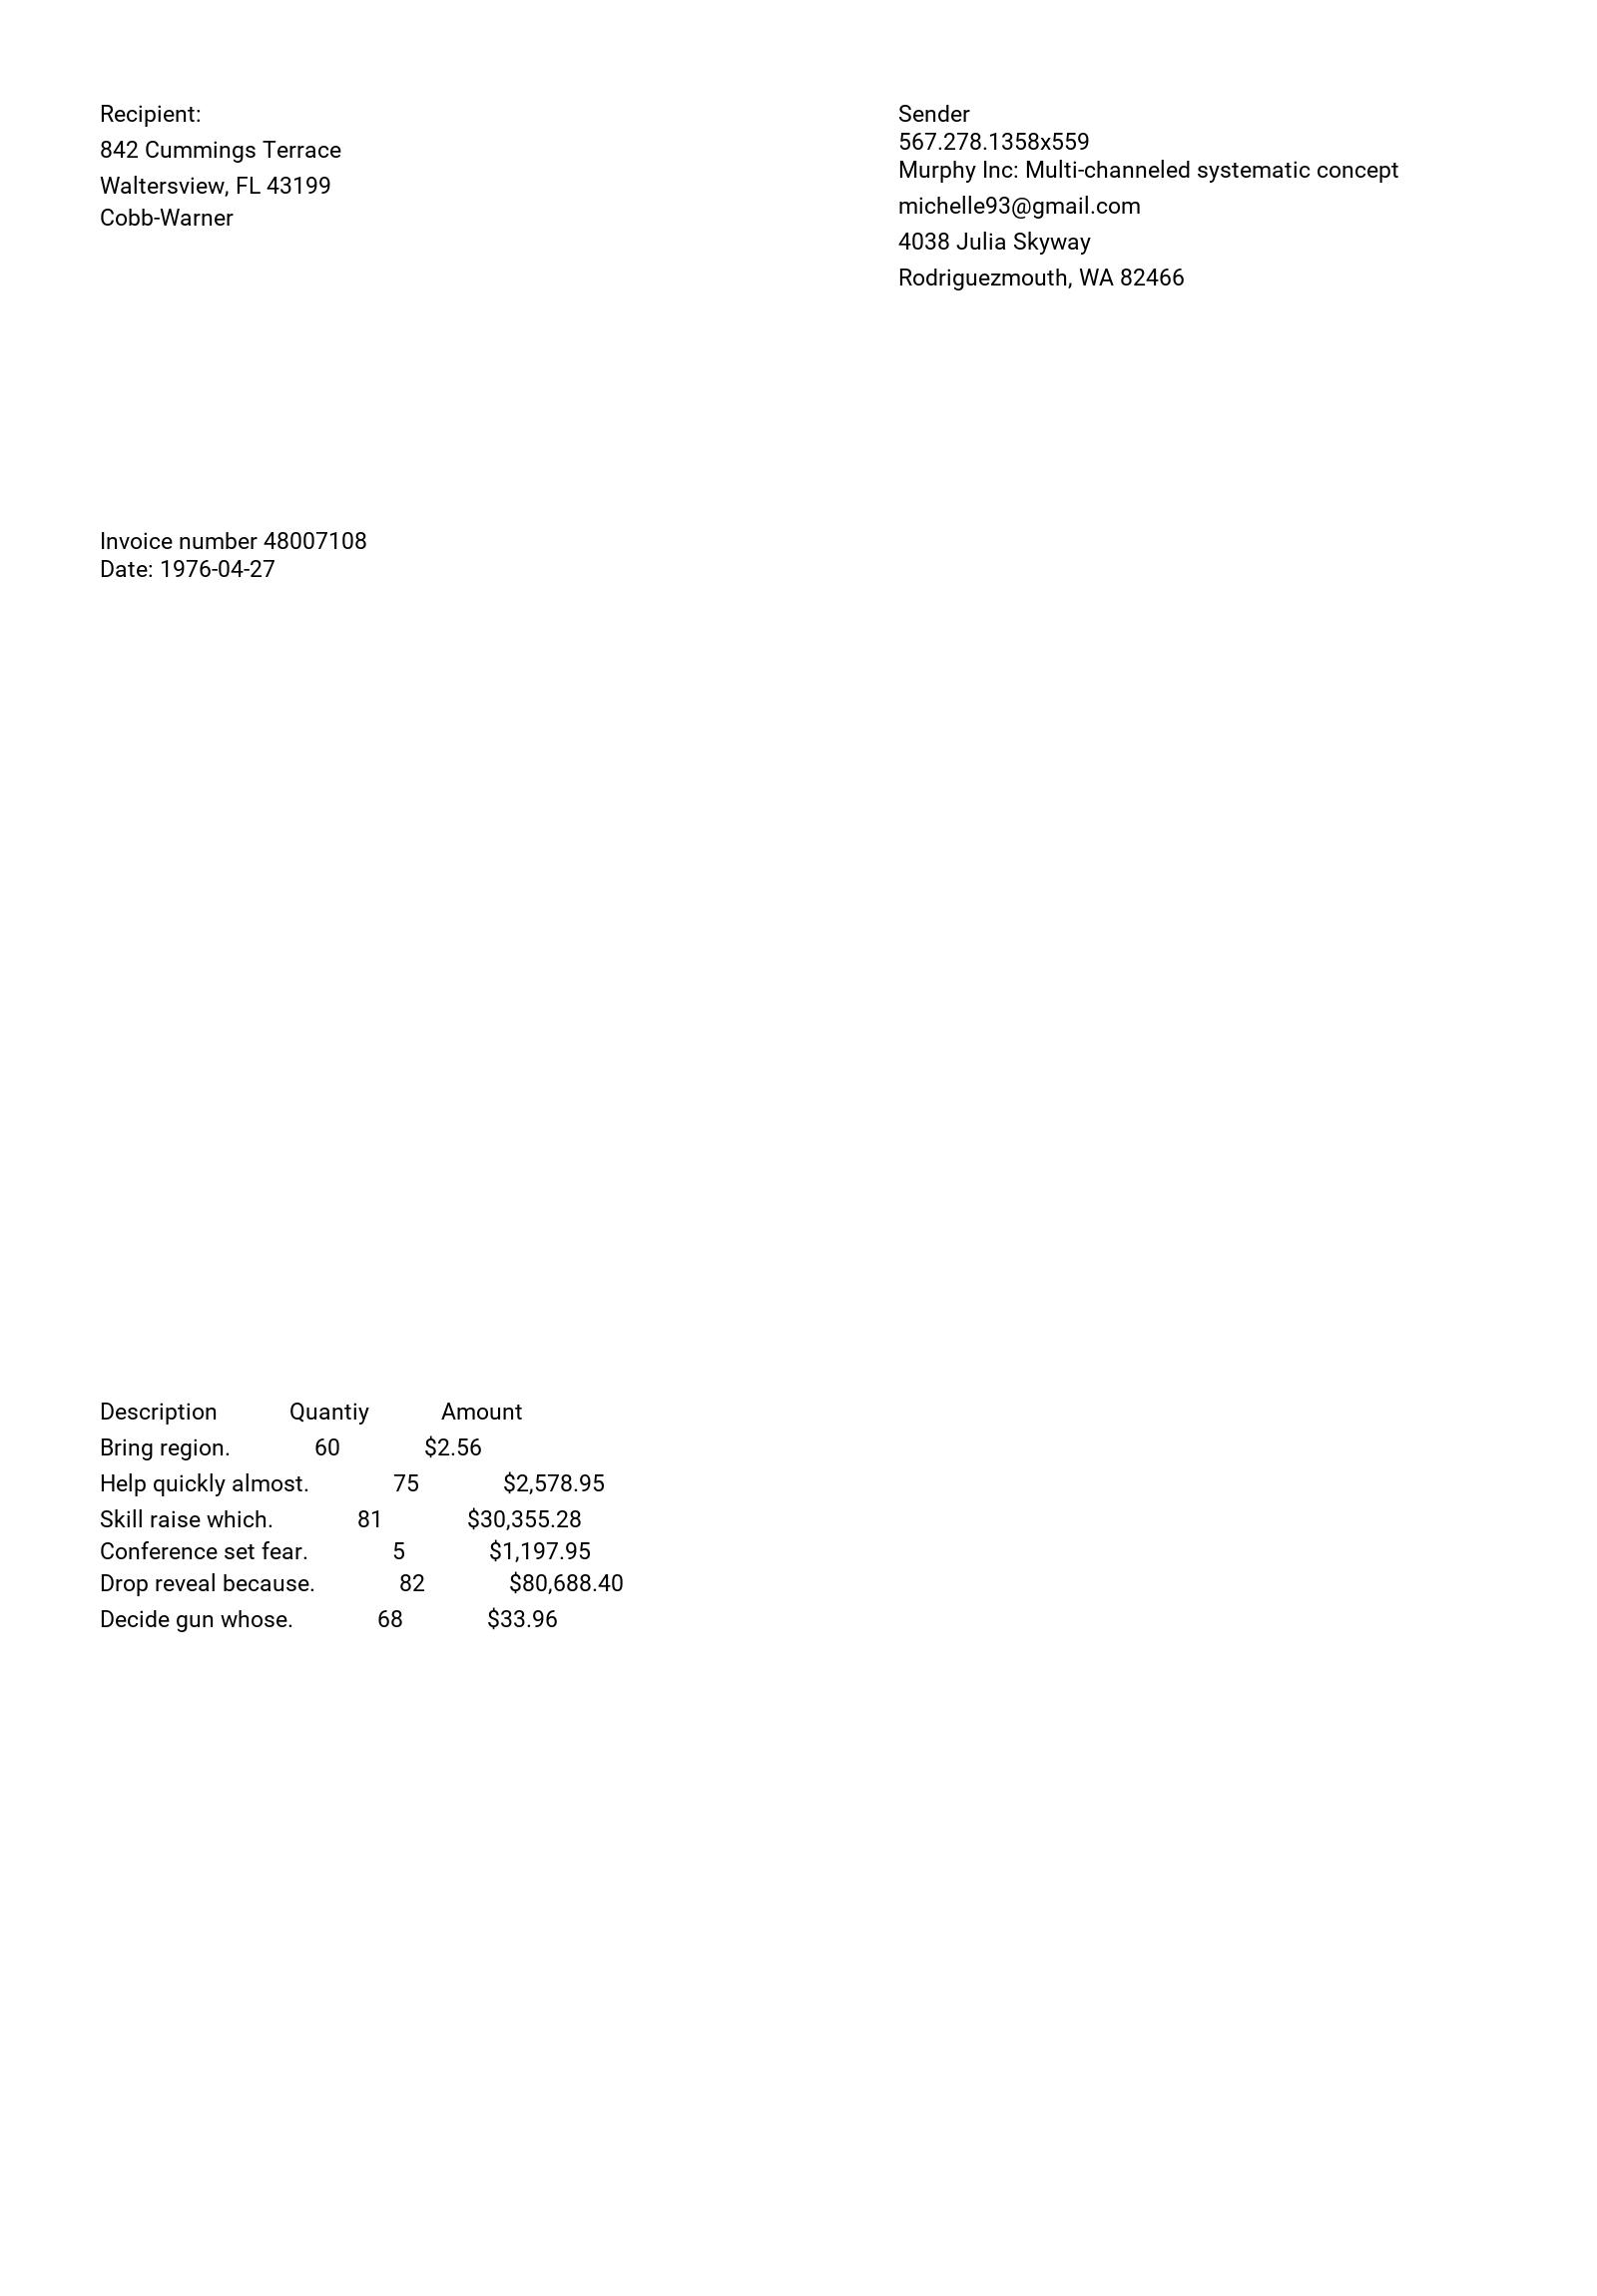 Recipient:
842 Cummings Terrace
Waltersview, FL 43199
Cobb-Warner
Sender
567.278.1358x559
Murphy Inc: Multi-channeled systematic concept
michelle93@gmail.com
4038 Julia Skyway
Rodriguezmouth, WA 82466
Invoice number 48007108
Date: 1976-04-27
Description Quantiy Amount
Bring region. 60 $2.56
Help quickly almost. 75 $2,578.95
Skill raise which. 81 $30,355.28
Conference set fear. 5 $1,197.95
Drop reveal because. 82 $80,688.40
Decide gun whose. 68 $33.96